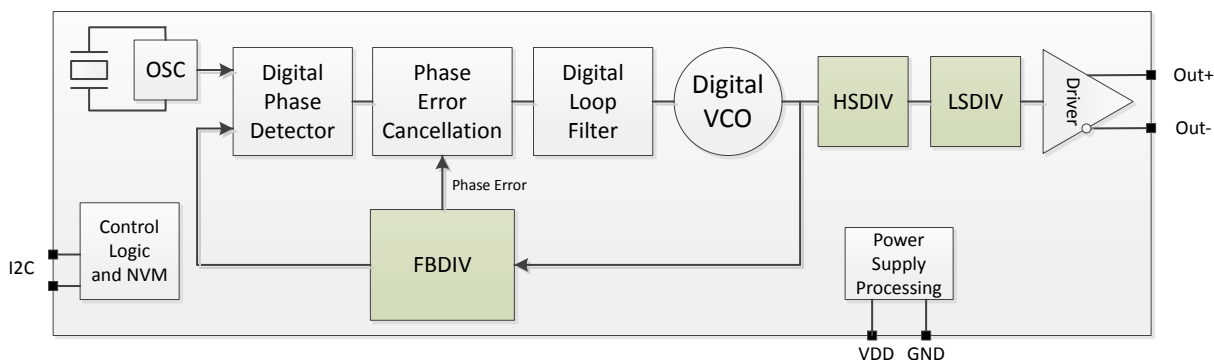 OSC
Digital
Phase
Detector
Phase
Error
Cancellation
Digital
Loop
Filter
Digital
VCO
HSDIV
LSDIV
Driver
Out+
Out-
Phase Error
FBDIV
I2C
Control
Logic
and NVM
Power
Supply
Processing
VDD GND